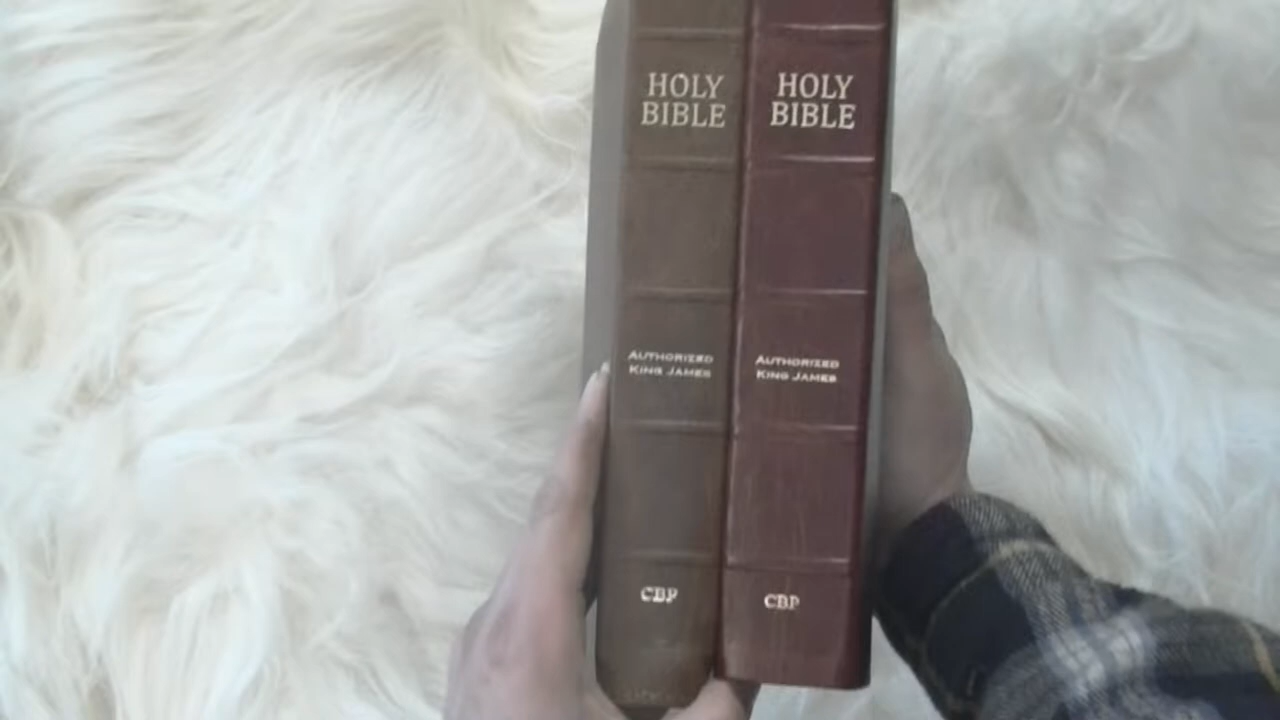 HOLY
BIBLE
AUTHORIZED
KING JAMES
CBP
HOLY
BIBLE
AUTHORIZED
KING JAMES
CBP